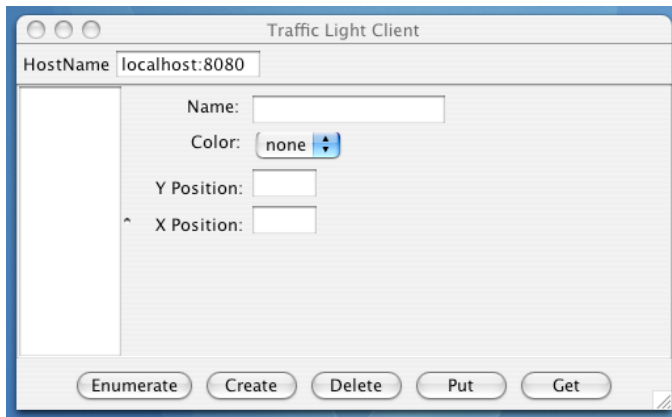 Traffic Light Client
HostName localhost:8080
Name:
Color: none
Y Position:
X Position:
Enumerate Create Delete Put Get